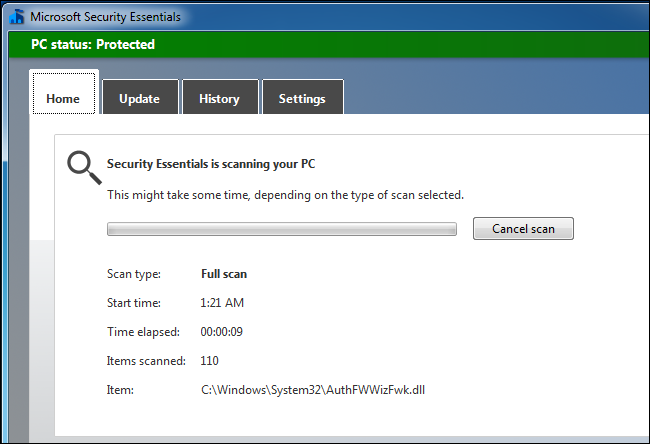 Microsoft Security Essentials
PC status: Protected
Home Update History Settings
Security Essentials is scanning your PC
This might take some time, depending on the type of scan selected.
Cancel scan
Scan type: Full scan
Start time: 1:21 AM
Time elapsed: 00:00:09
Items scanned: 110
Item: C:\Windows\System32\AuthFWWizFwk.dll